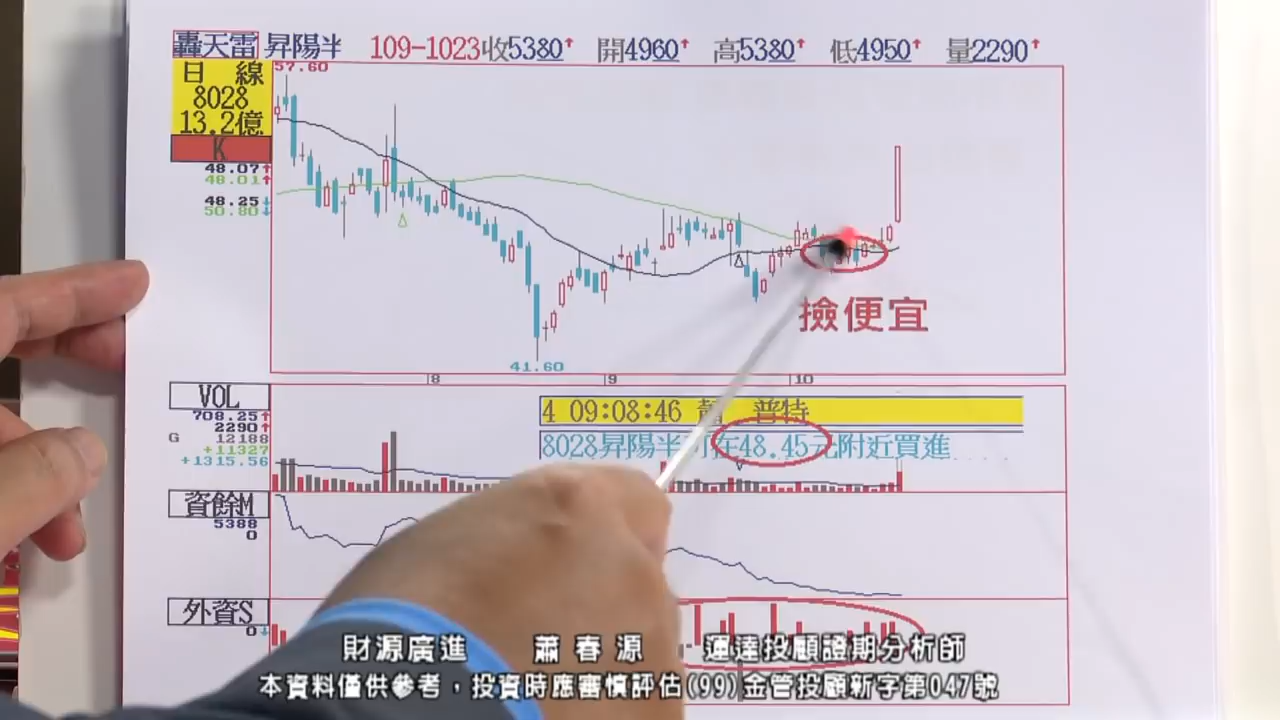 轟天雷 昇陽半 109-1023收5380↑ 開4960↑ 高5380↑ 低4950↑ 量2290↑
日 線
8028
13.2億
K
48.07↑
48.01↑
48.25↓
50.80↓
57.60
41.60
撿便宜
8 9 10
VOL
708.25↑
2290↑
G 12188
+11327
+1315.56
4 09:08:46 普特
8028昇陽半可在48.45元附近買進
資餘M
5388
0
外資S
0↓
財源廣進 蕭春源 運達投顧證期分析師
本資料僅供參考，投資時應審慎評估(99)金管投顧新字第047號